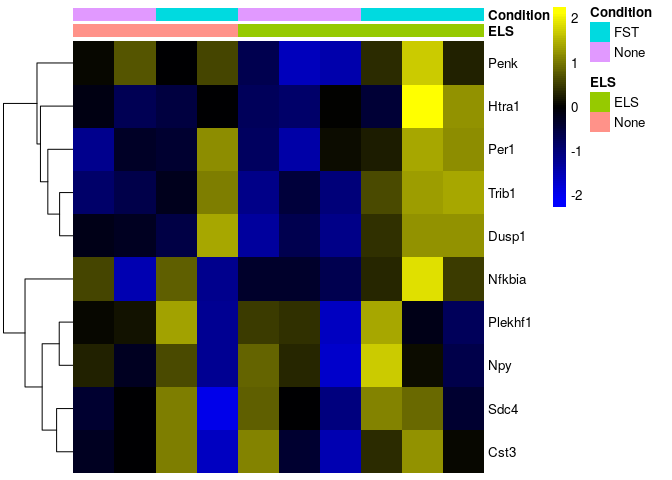 Condition
ELS
Penk
Htra1
Per1
Trib1
Dusp1
Nfkbia
Plekhf1
Npy
Sdc4
Cst3
2
1
0
-1
-2
Condition
FST
None
ELS
ELS
None